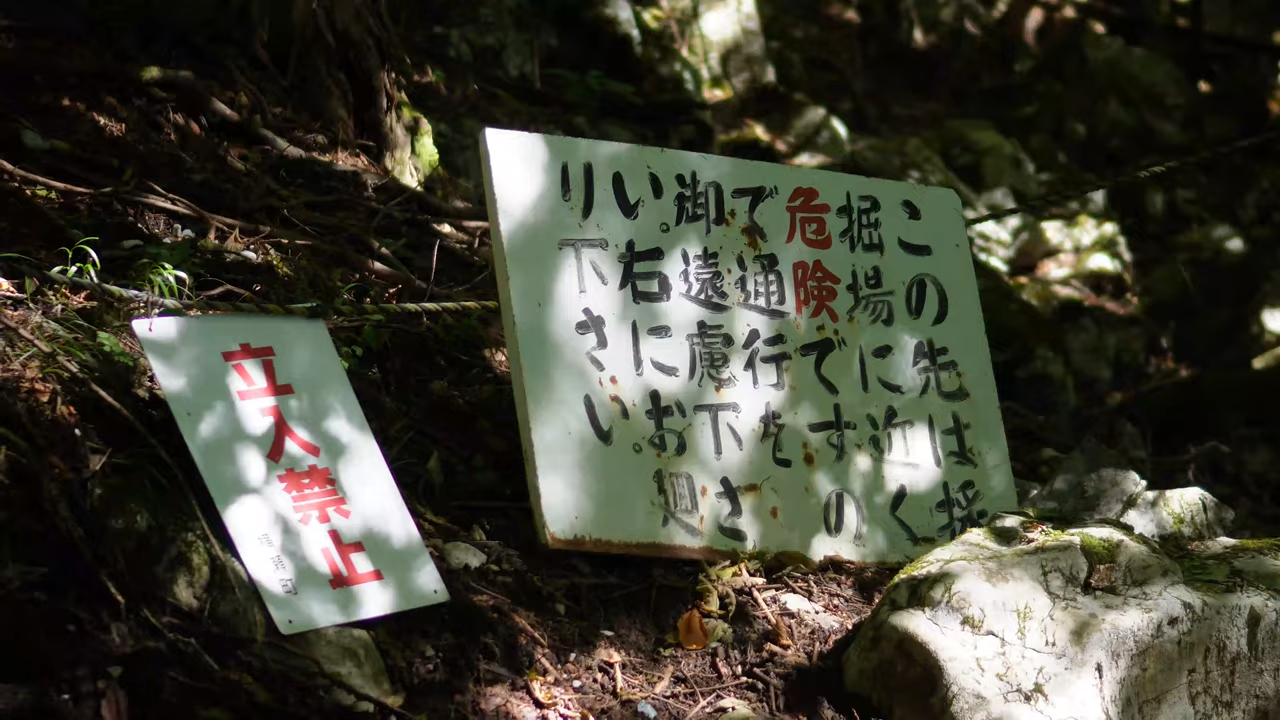 この先は採
掘場に近く
危険ですの
で通行を
御遠慮下さ
い。右にお廻
り下さい。
立入禁止